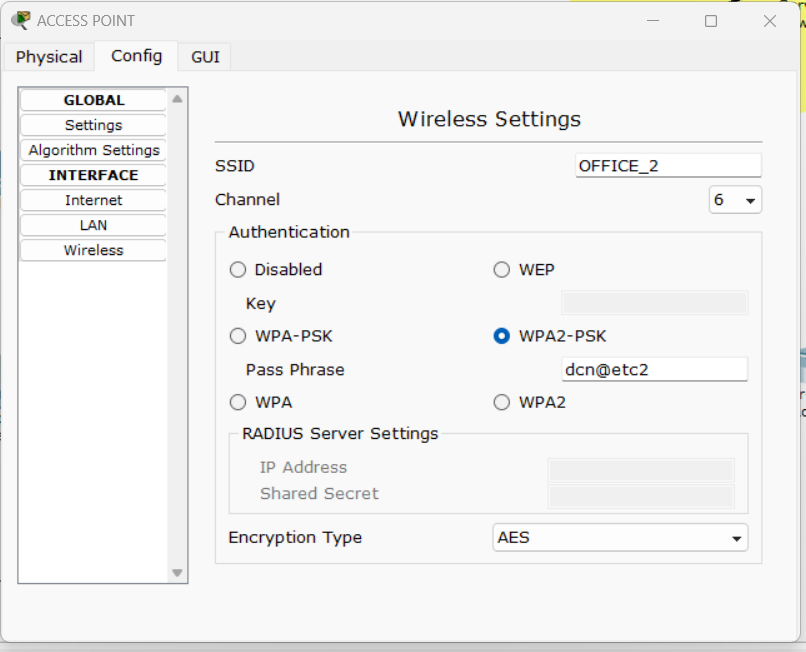 ACCESS POINT
Physical Config GUI
GLOBAL
Settings
Algorithm Settings
INTERFACE
Internet
LAN
Wireless
Wireless Settings
SSID OFFICE_2
Channel 6
Authentication
Disabled WEP
Key
WPA-PSK WPA2-PSK
Pass Phrase dcn@etc2
WPA WPA2
RADIUS Server Settings
IP Address
Shared Secret
Encryption Type AES